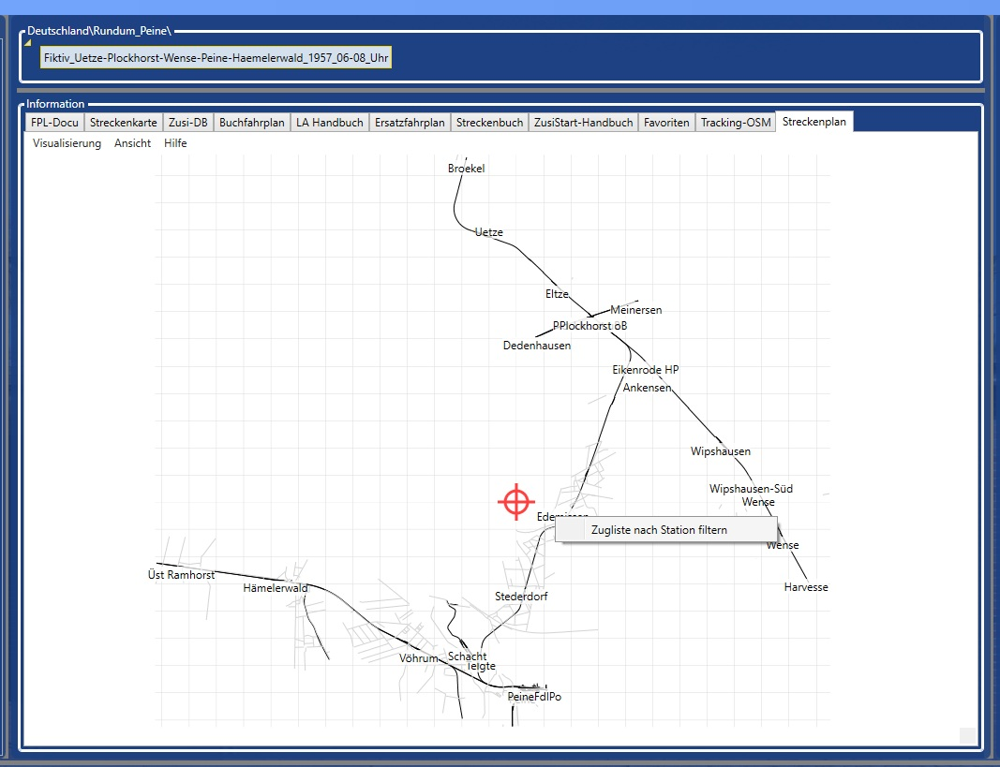 Deutschland\Rundum_Peine\
Fiktiv_Uetze-Plockhorst-Wense-Peine-Haemelerwald_1957_06-08_Uhr
Information
FPL-Docu Streckenkarte Zusi-DB Buchfahrplan LA Handbuch Ersatzfahrplan Streckenbuch ZusiStart-Handbuch Favoriten Tracking-OSM Streckenplan
Visualisierung Ansicht Hilfe
Broekel
Uetze
Eltze
Meinersen
PPlockhorst öB
Dedenhausen
Eikenrode HP
Ankensen
Wipshausen
Wipshausen-Süd
Wense
Zugliste nach Station filtern
Wense
Üst Ramhorst
Hämelerwald
Harvesse
Stederdorf
Vöhrum
Schacht
Telgte
PeineFdlPo